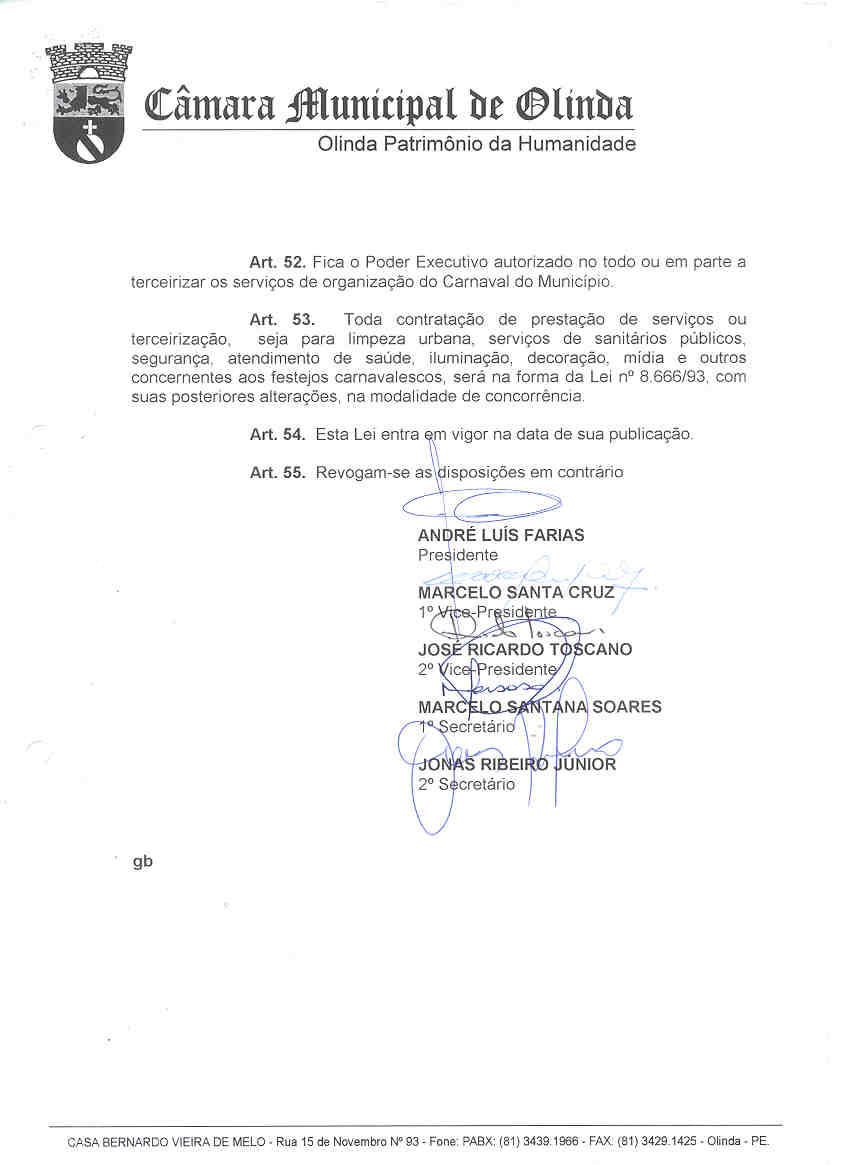 Câmara Municipal de Olinda
Olinda Patrimônio da Humanidade
Art. 52. Fica o Poder Executivo autorizado no todo ou em parte a
terceirizar os serviços de organização do Carnaval do Município.
Art. 53. Toda contratação de prestação de serviços ou
terceirização, seja para limpeza urbana, serviços de sanitários públicos,
segurança, atendimento de saúde, iluminação, decoração, mídia e outros
concernentes aos festejos carnavalescos, será na forma da Lei nº 8.666/93, com
suas posteriores alterações, na modalidade de concorrência.
Art. 54. Esta Lei entra em vigor na data de sua publicação.
Art. 55. Revogam-se as disposições em contrário
ANDRÉ LUÍS FARIAS
Presidente
MARCELO SANTA CRUZ
1º Vice-Presidente
JOSÉ RICARDO TOSCANO
2º Vice-Presidente
MARCELO SANTANA SOARES
1º Secretário
JONAS RIBEIRO JÚNIOR
2º Secretário
gb
CASA BERNARDO VIEIRA DE MELO - Rua 15 de Novembro Nº 93 - Fone: PABX: (81) 3439.1966 - FAX: (81) 3429.1425 - Olinda - PE.